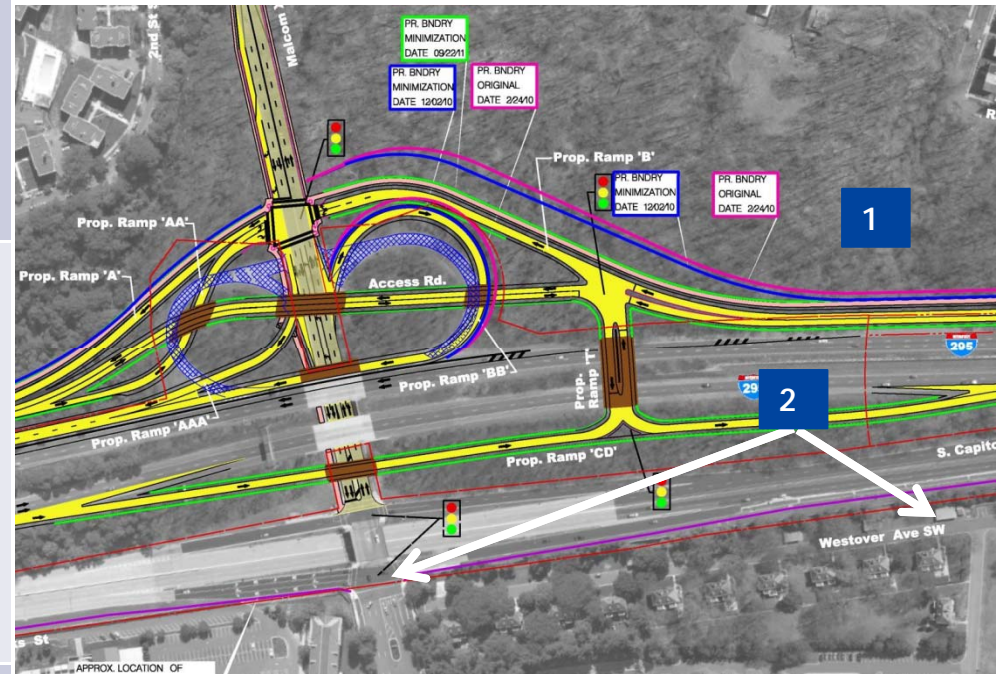 2nd St S
Malcom X
PR. BNDRY
MINIMIZATION
DATE 09/22/11
PR. BNDRY
MINIMIZATION
DATE 12/02/10
PR. BNDRY
ORIGINAL
DATE 2/24/10
Prop. Ramp 'B'
PR. BNDRY
MINIMIZATION
DATE 12/02/10
PR. BNDRY
ORIGINAL
DATE 2/24/10
1
Prop. Ramp 'AA'
Prop. Ramp 'A'
Access Rd.
295
Prop. Ramp 'BB'
Prop.
Ramp 'T'
29
2
Prop. Ramp 'AAA'
Prop. Ramp 'CD'
S. Capito
Westover Ave SW
ks St
APPROX. LOCATION OF